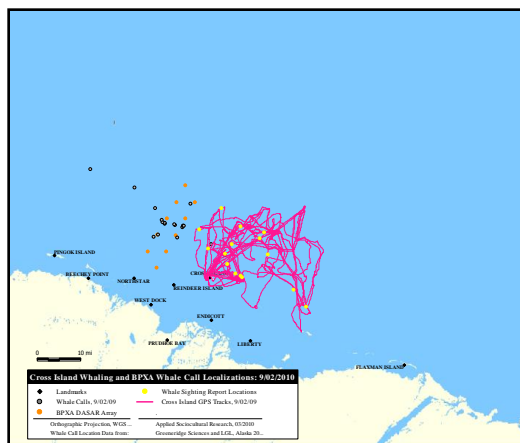 PINGOK ISLAND
BEECHEY POINT
NORTHSTAR
REINDEER ISLAND
WEST DOCK
ENDICOTT
PRUDHOE BAY
LIBERTY
FLAXMAN ISLAND
0 10 mi
Cross Island Whaling and BPXA Whale Call Localizations: 9/02/2010
Landmarks
Whale Sighting Report Locations
Whale Calls, 9/02/09
Cross Island GPS Tracks, 9/02/09
BPXA DASAR Array
Orthographic Projection, WGS ...
Applied Sociocultural Research, 03/2010
Whale Call Location Data from:
Greeneridge Sciences and LGL, Alaska 20...